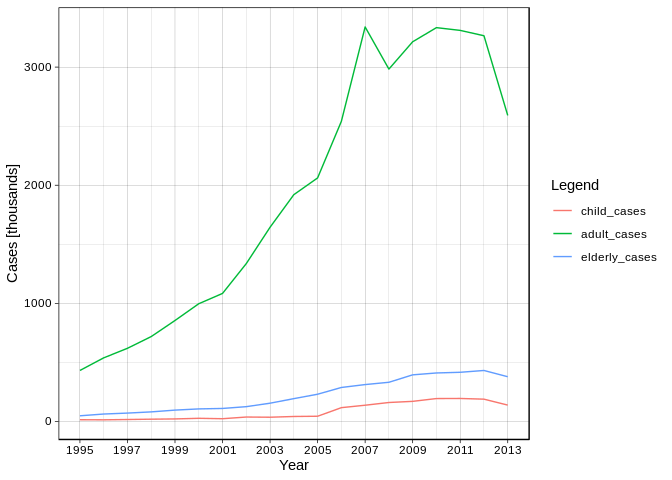 3000
2000
1000
0
Cases [thousands]
1995 1997 1999 2001 2003 2005 2007 2009 2011 2013
Year
Legend
child_cases
adult_cases
elderly_cases